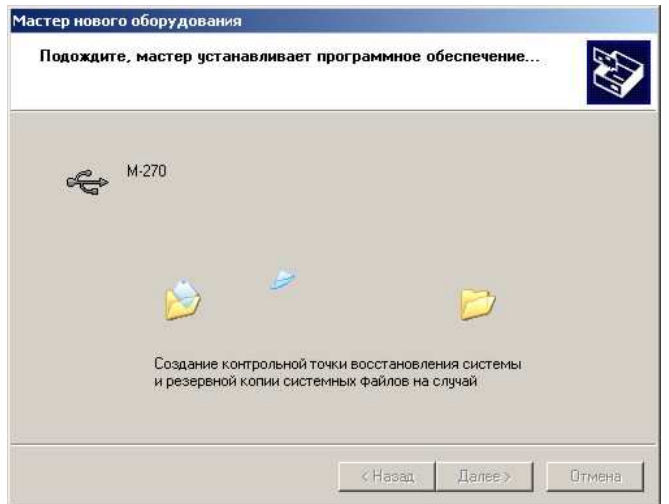 Мастер нового оборудования
Подождите, мастер устанавливает программное обеспечение...
М-270
Создание контрольной точки восстановления системы
и резервной копии системных файлов на случай
< Назад
Далее >
Отмена